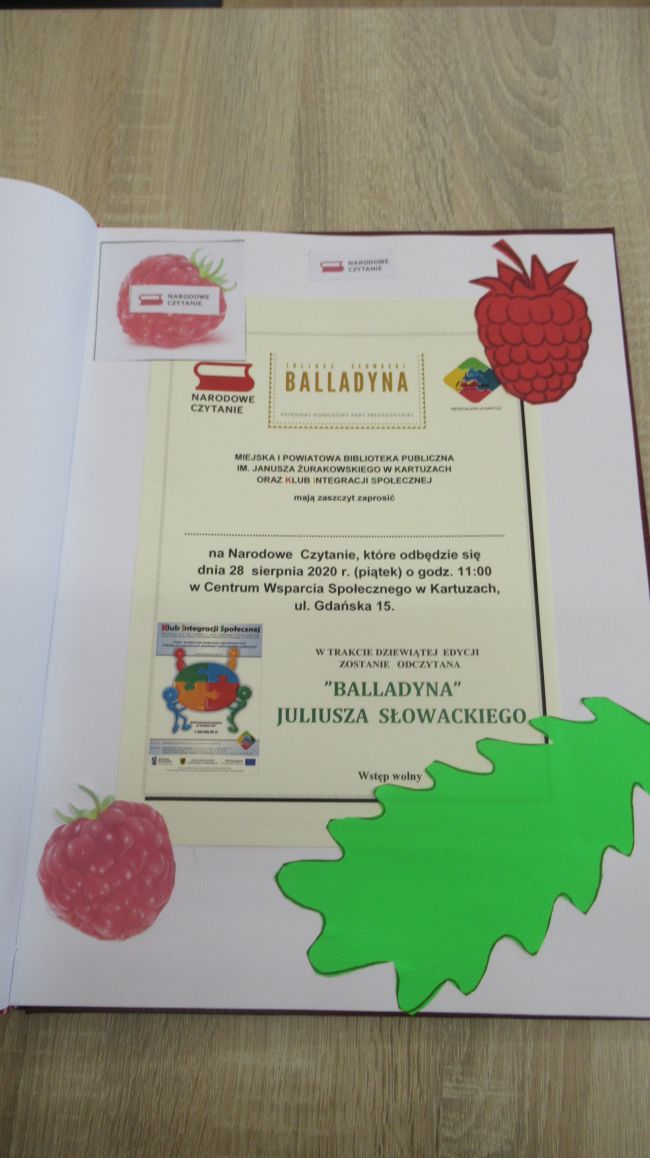 NARODOWE
CZYTANIE
NARODOWE
CZYTANIE
NARODOWE
CZYTANIE
JULIUSZ SŁOWACKI
BALLADYNA
PATRONAT HONOROWY PARY PREZYDENCKIEJ
MIEJSKA I POWIATOWA BIBLIOTEKA PUBLICZNA
IM. JANUSZA ŻURAKOWSKIEGO W KARTUZACH
ORAZ KLUB INTEGRACJI SPOŁECZNEJ
mają zaszczyt zaprosić
na Narodowe Czytanie, które odbędzie się
dnia 28 sierpnia 2020 r. (piątek) o godz. 11:00
w Centrum Wsparcia Społecznego w Kartuzach,
ul. Gdańska 15.
Klub Integracji Społecznej
W TRAKCIE DZIEWIĄTEJ EDYCJI
ZOSTANIE ODCZYTANA
"BALLADYNA"
JULIUSZA SŁOWACKIEGO
Wstęp wolny